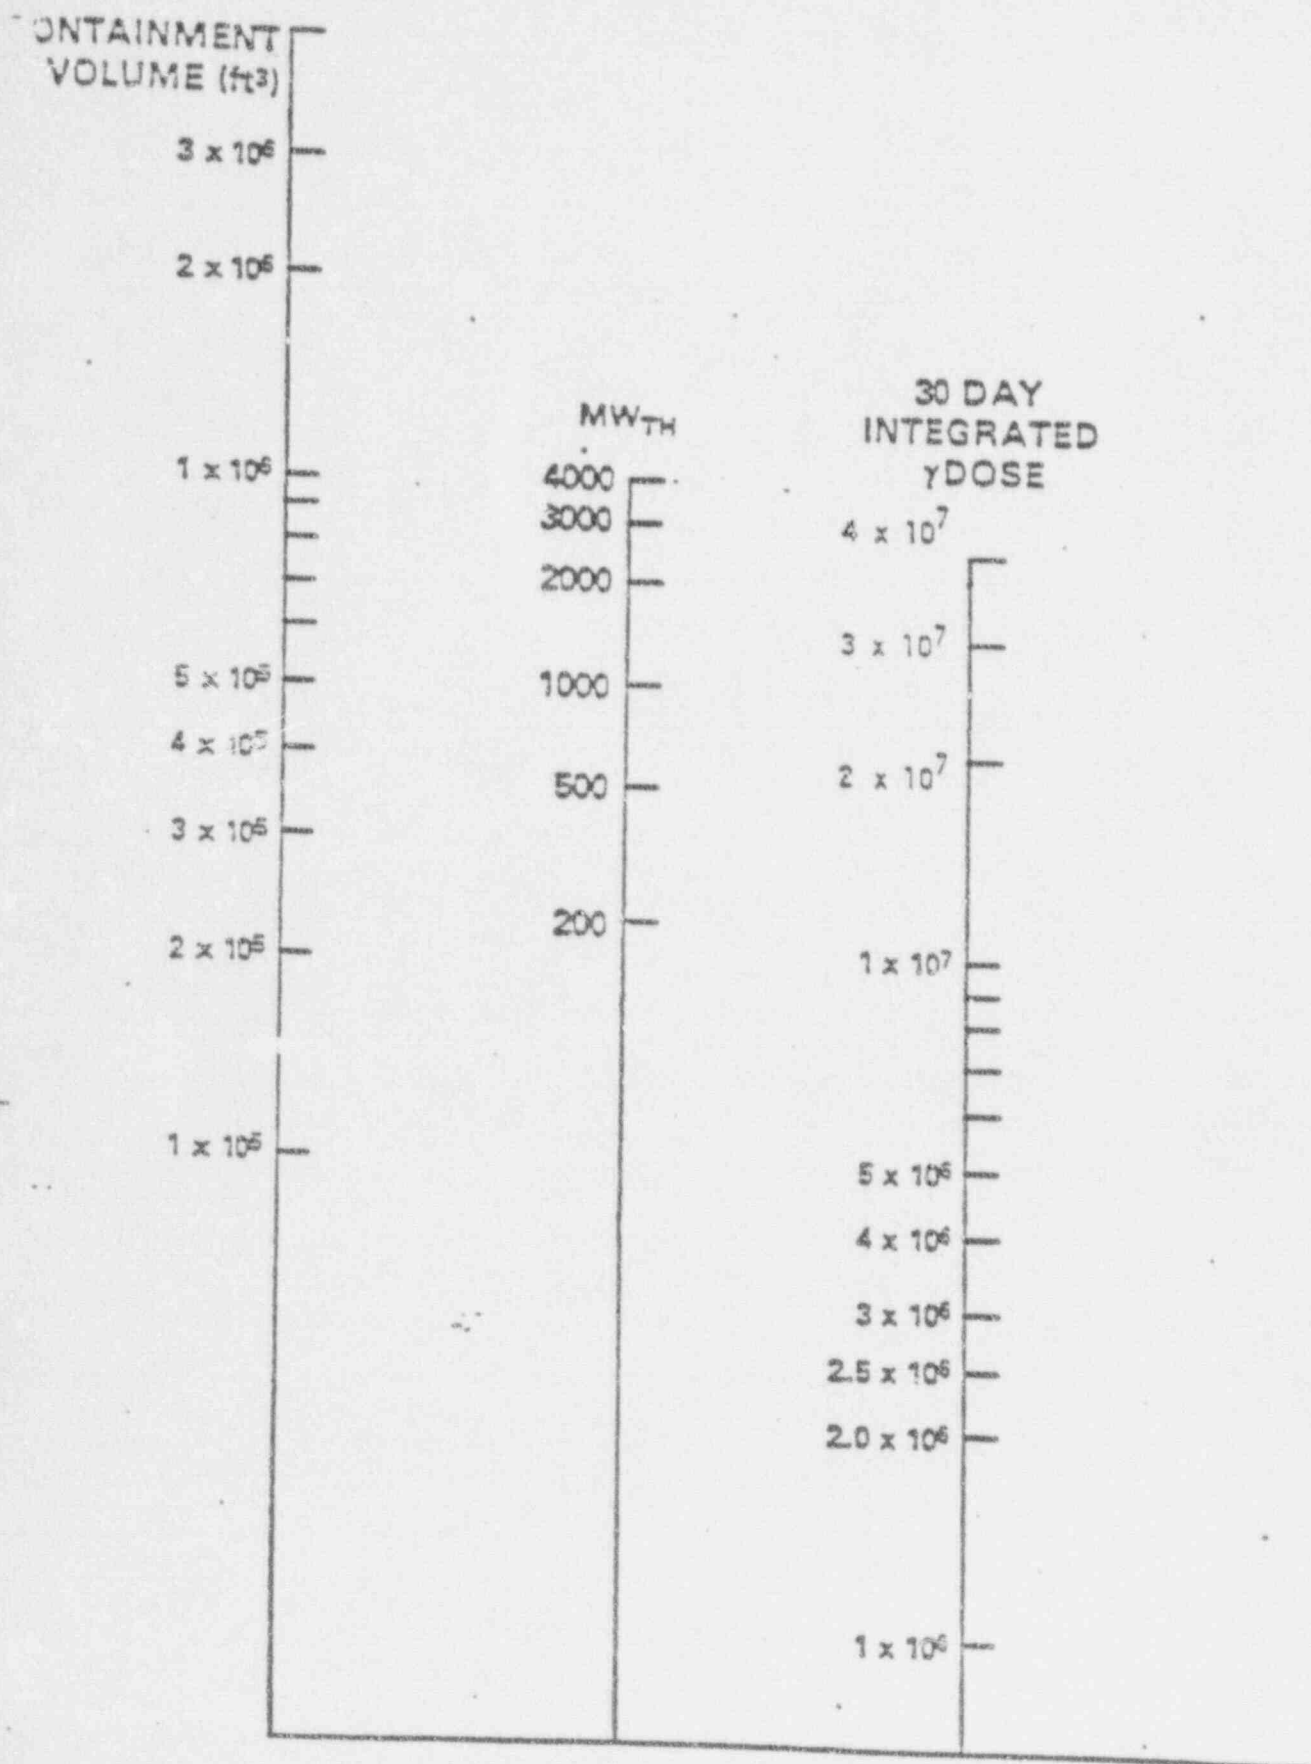 ONTAINMENT
VOLUME (ft³)
3 x 10⁶
2 x 10⁶
1 x 10⁶
5 x 10⁵
4 x 10⁵
3 x 10⁵
2 x 10⁵
1 x 10⁵
MW_TH
4000
3000
2000
1000
500
200
30 DAY
INTEGRATED
γ DOSE
4 x 10⁷
3 x 10⁷
2 x 10⁷
1 x 10⁷
5 x 10⁶
4 x 10⁶
3 x 10⁶
2.5 x 10⁶
2.0 x 10⁶
1 x 10⁶